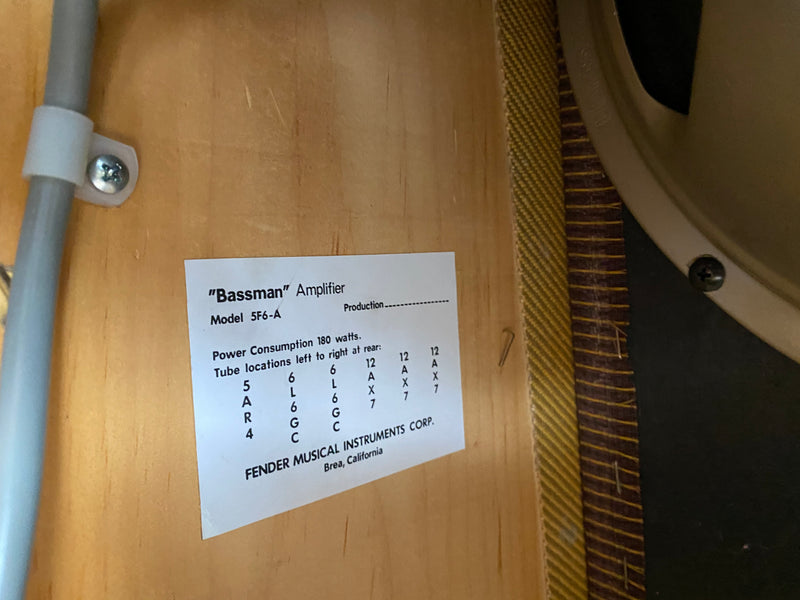 "Bassman" Amplifier
Model 5F6-A Production
Power Consumption 180 watts.
Tube locations left to right at rear:
5 6 6 12 12 12
A L L A A A
R 6 6 X X X
4 G G 7 7 7
C C
FENDER MUSICAL INSTRUMENTS CORP.
Brea, California